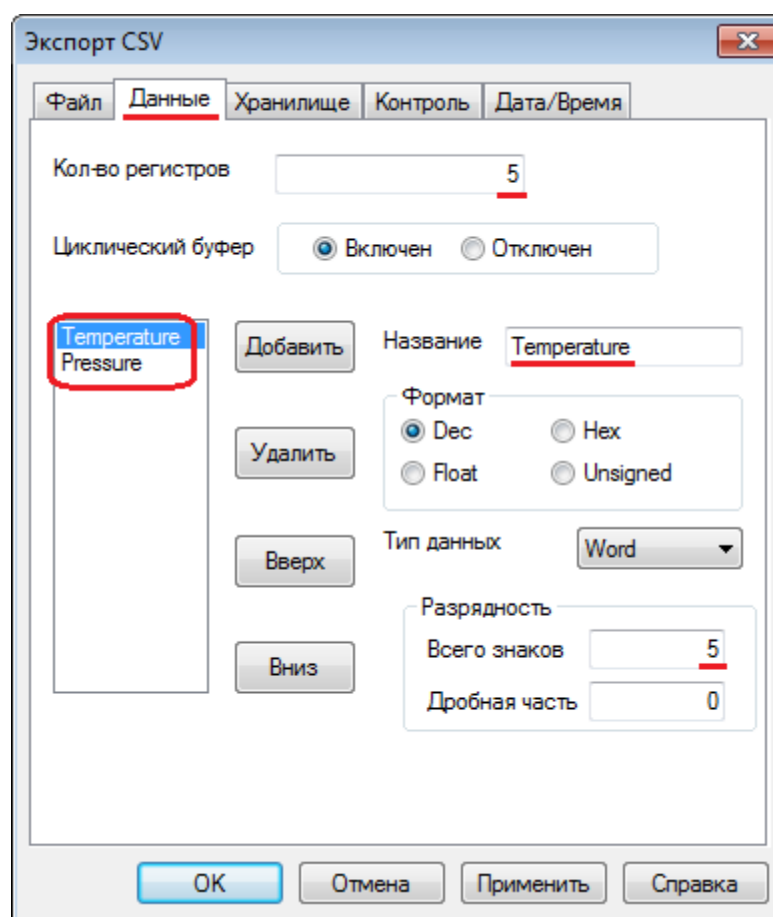 Экспорт CSV
Файл Данные Хранилище Контроль Дата/Время
Кол-во регистров 5
Циклический буфер Включен Отключен
Temperature
Pressure
Добавить
Удалить
Вверх
Вниз
Название Temperature
Формат
Dec Hex
Float Unsigned
Тип данных Word
Разрядность
Всего знаков 5
Дробная часть 0
OK Отмена Применить Справка